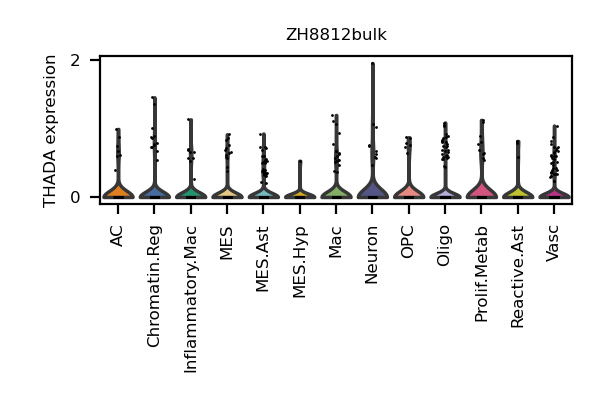 ZH8812bulk
THADA expression
2
0
AC
Chromatin.Reg
Inflammatory.Mac
MES
MES.Ast
MES.Hyp
Mac
Neuron
OPC
Oligo
Prolif.Metab
Reactive.Ast
Vasc